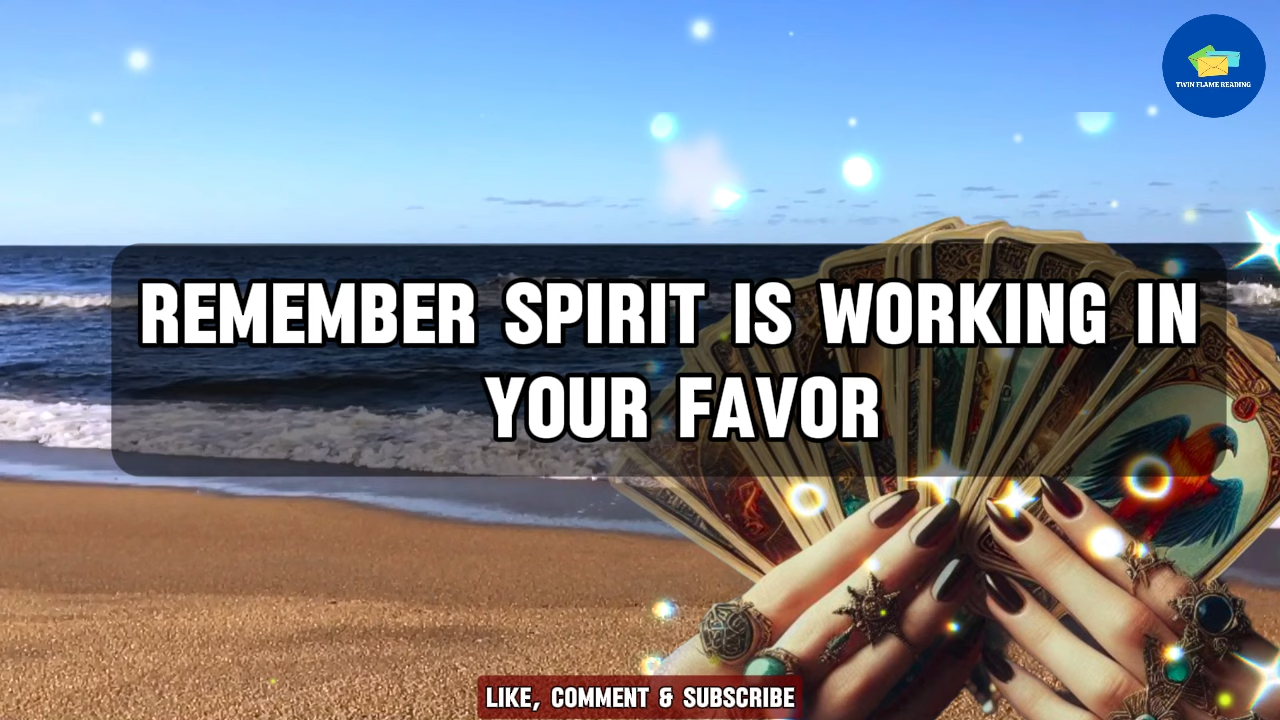 TWIN FLAME READING
REMEMBER SPIRIT IS WORKING IN
YOUR FAVOR
LIKE, COMMENT & SUBSCRIBE